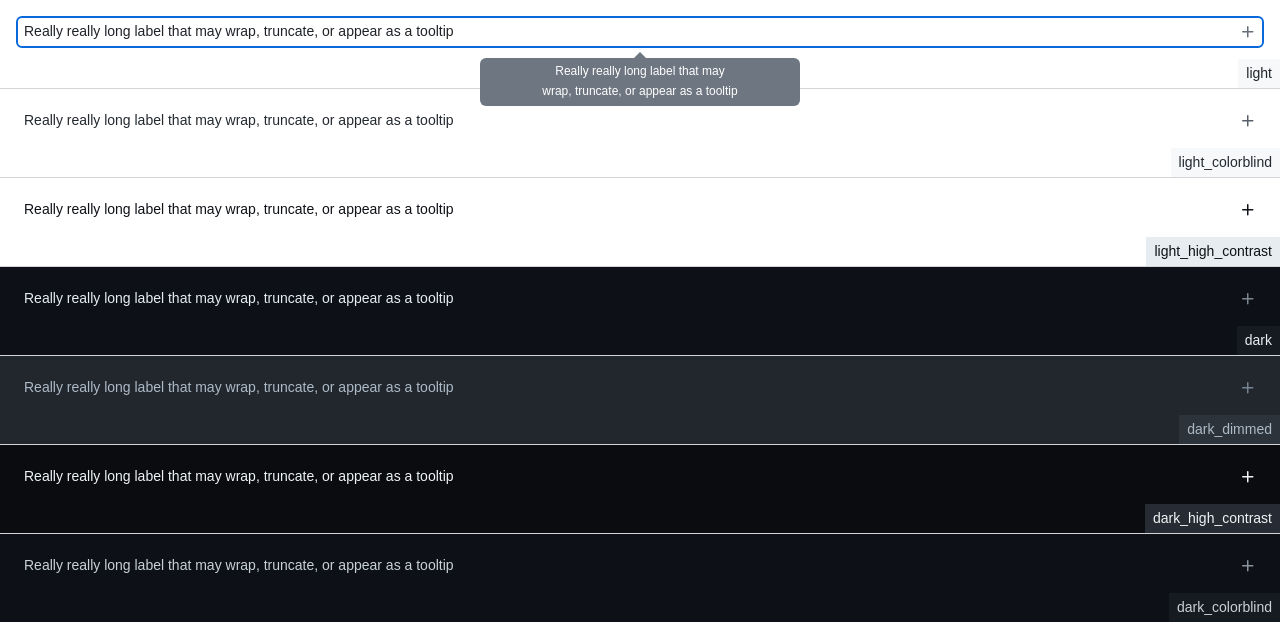 Really really long label that may wrap, truncate, or appear as a tooltip
Really really long label that may
wrap, truncate, or appear as a tooltip
light
Really really long label that may wrap, truncate, or appear as a tooltip
light_colorblind
Really really long label that may wrap, truncate, or appear as a tooltip
light_high_contrast
Really really long label that may wrap, truncate, or appear as a tooltip
dark
Really really long label that may wrap, truncate, or appear as a tooltip
dark_dimmed
Really really long label that may wrap, truncate, or appear as a tooltip
dark_high_contrast
Really really long label that may wrap, truncate, or appear as a tooltip
dark_colorblind